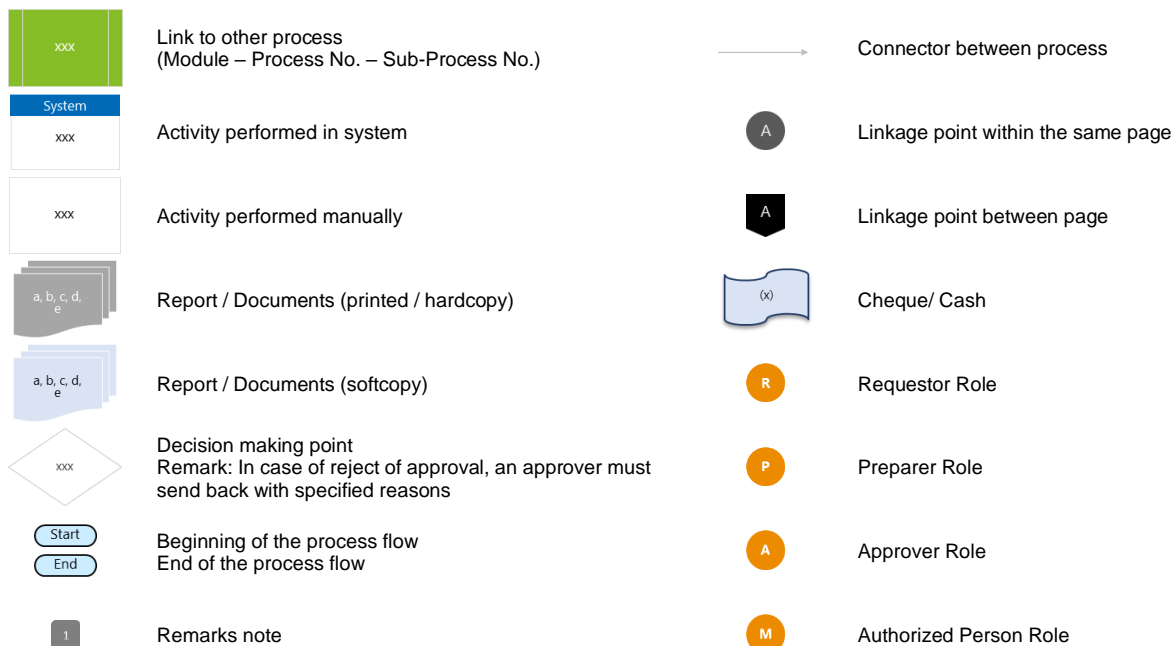 xxx
Link to other process
(Module – Process No. – Sub-Process No.)
Connector between process
System
xxx
Activity performed in system
A
Linkage point within the same page
xxx
Activity performed manually
A
Linkage point between page
a, b, c, d,
e
Report / Documents (printed / hardcopy)
(x)
Cheque/ Cash
a, b, c, d,
e
Report / Documents (softcopy)
R
Requestor Role
xxx
Decision making point
Remark: In case of reject of approval, an approver must
send back with specified reasons
P
Preparer Role
Start
End
Beginning of the process flow
End of the process flow
A
Approver Role
1
Remarks note
M
Authorized Person Role